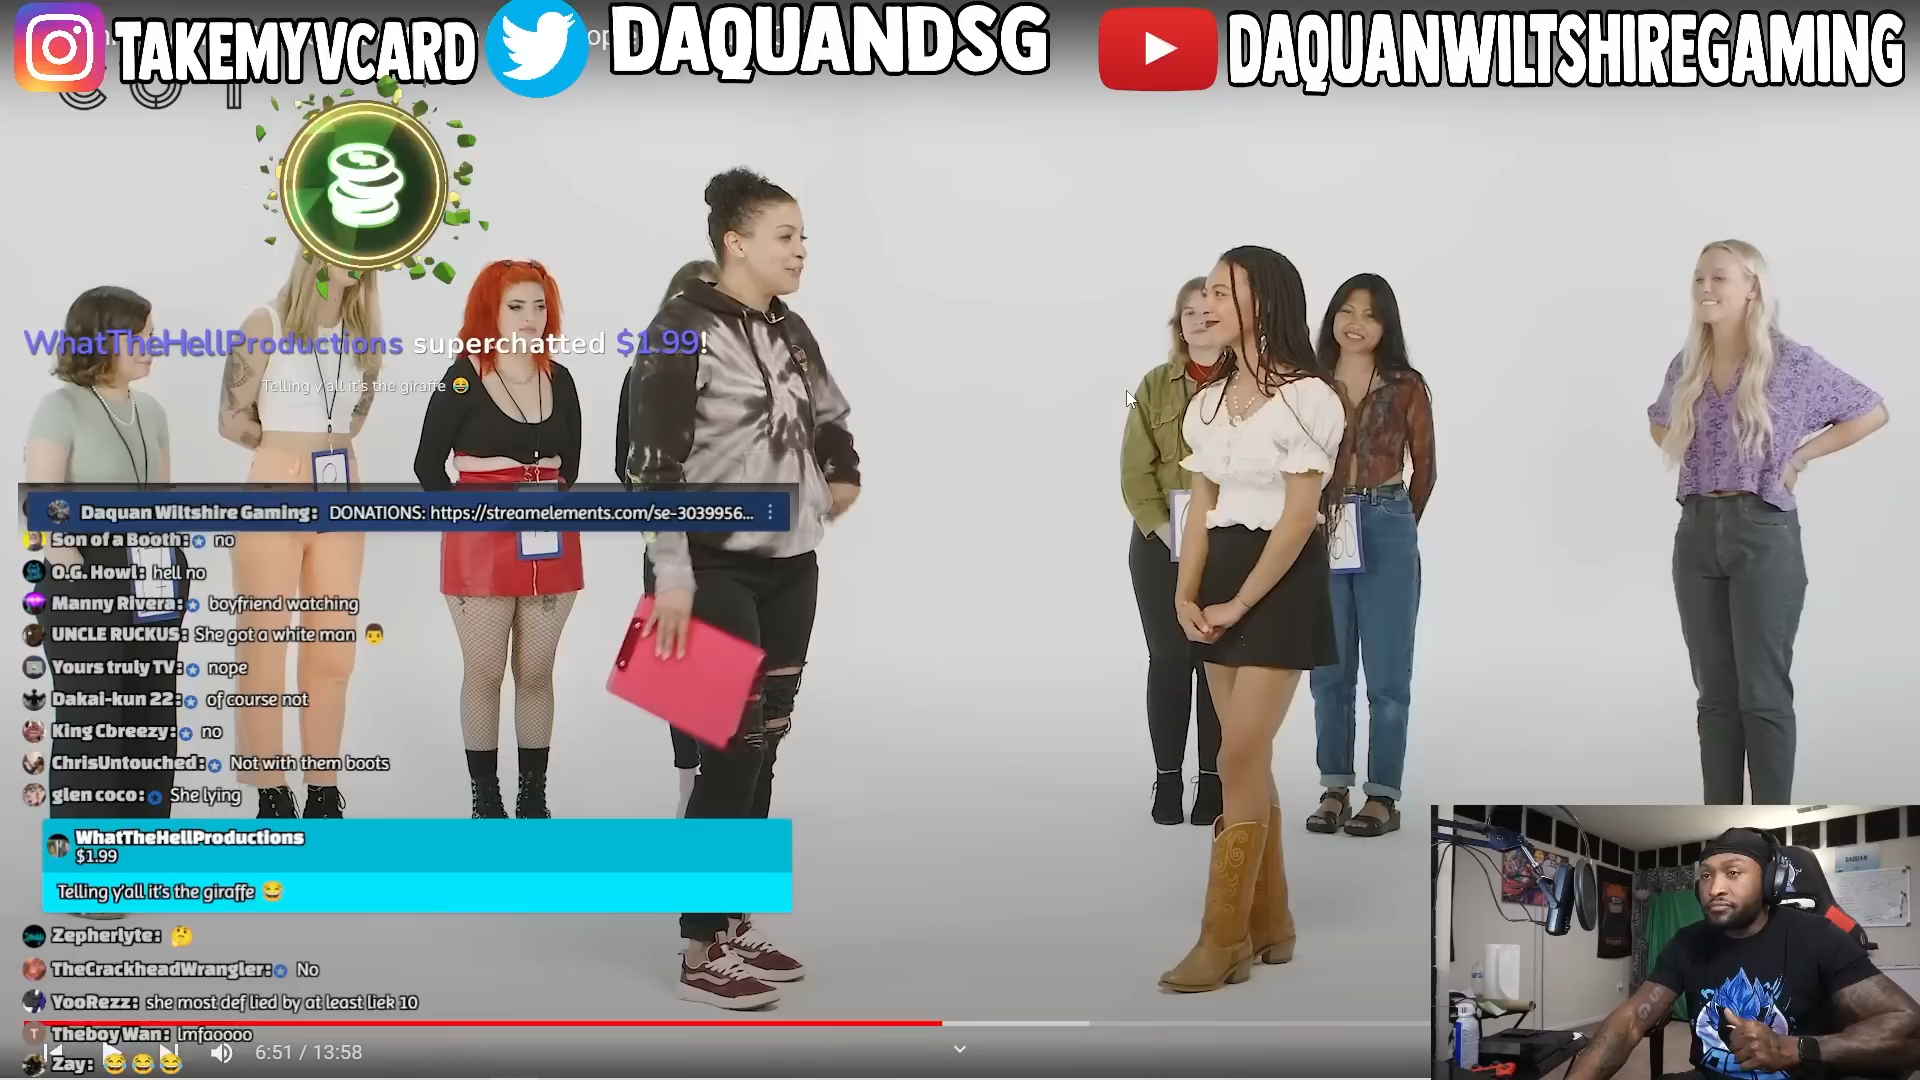 TAKEMYVCARD
DAQUANDSG
DAQUANWILTSHIREGAMING
CUT
WhatTheHellProductions superchatted $1.99!
Telling y'all it's the giraffe 😂
Daquan Wiltshire Gaming: DONATIONS: https://streamelements.com/se-3039956...
Son of a Booth: no
O.G. Howl: hell no
Manny Rivera: boyfriend watching
UNCLE RUCKUS: She got a white man 👨
Yours truly TV: nope
Dakai-kun 22: of course not
King Cbreezy: no
ChrisUntouched: Not with them boots
glen coco: She lying
WhatTheHellProductions
$1.99
Telling y'all it's the giraffe 😂
Zepherlyte: 🤔
TheCrackheadWrangler: No
YooRezz: she most def lied by at least liek 10
T Theboy Wan: lmfaoooo
Zay: 😂😂😂
6:51 / 13:58
DAQUAN